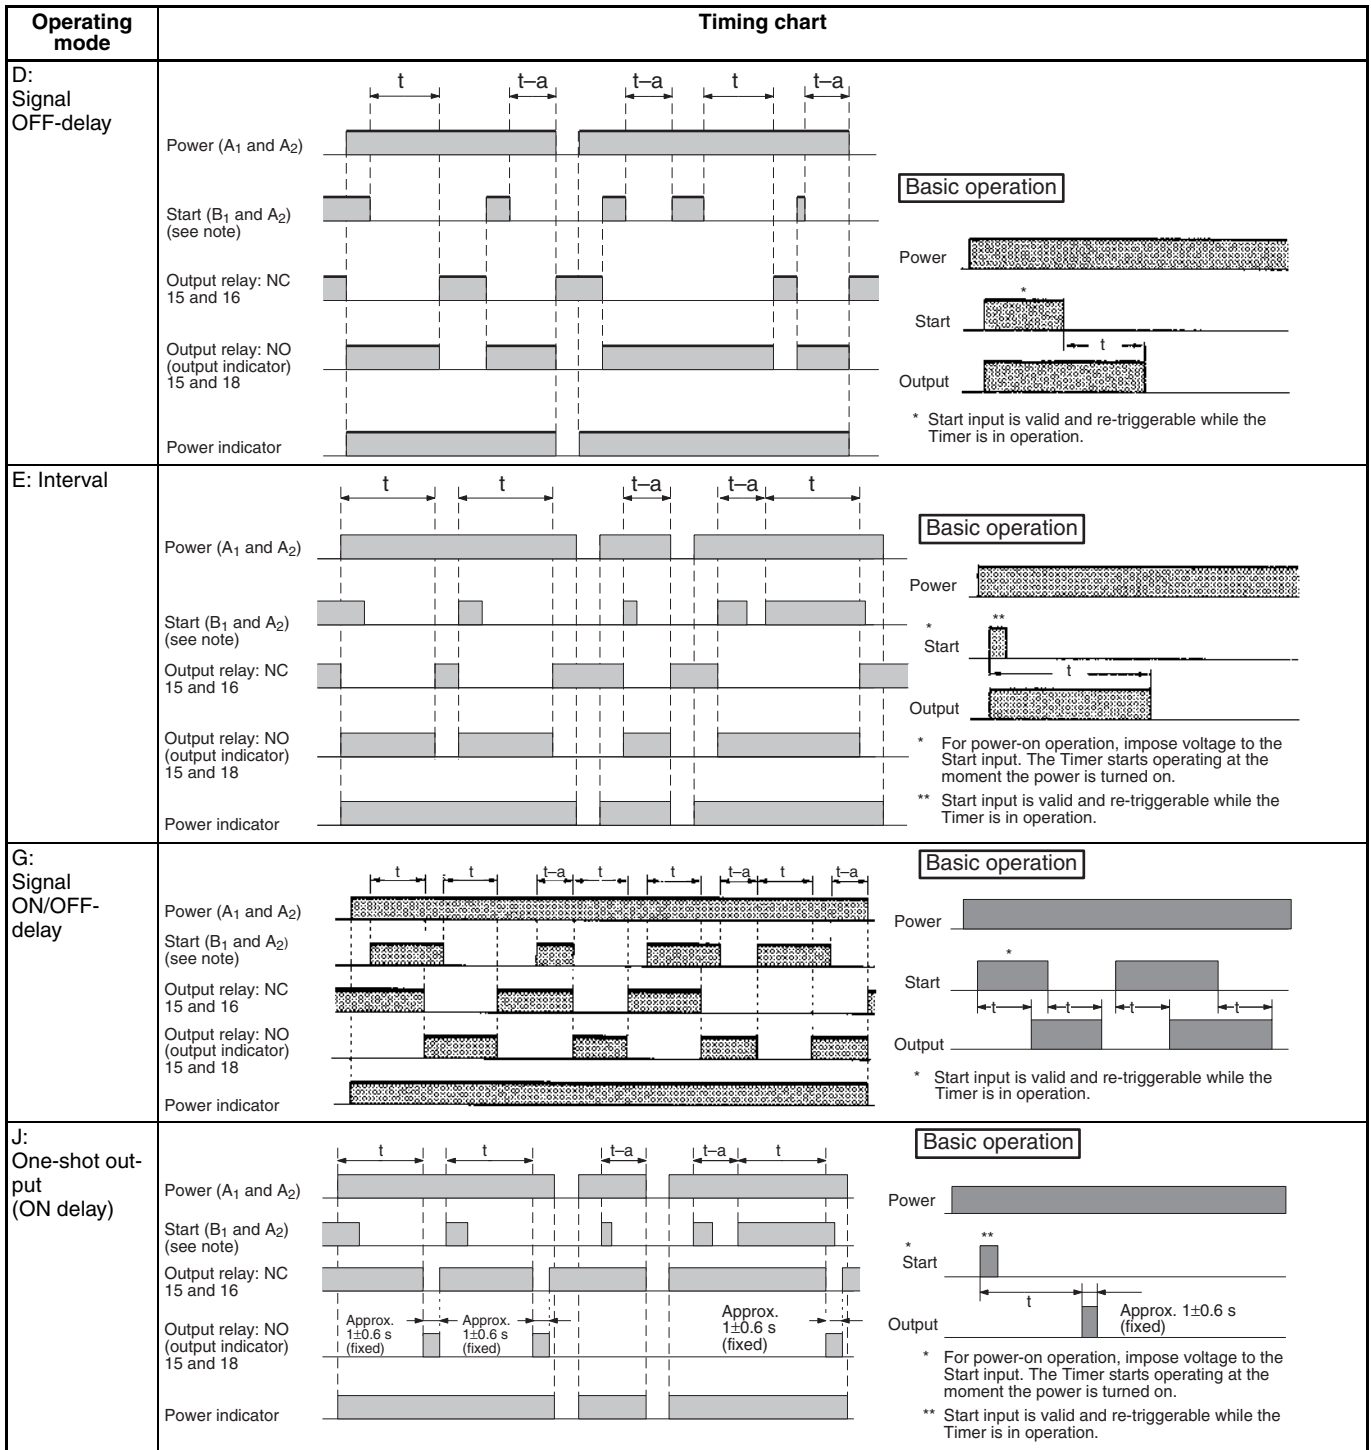 Operating
mode
Timing chart
D:
Signal
OFF-delay
t
t–a
t–a
t
t–a
Power (A1 and A2)
Start (B1 and A2)
(see note)
Output relay: NC
15 and 16
Output relay: NO
(output indicator)
15 and 18
Power indicator
Basic operation
Power
*
Start
t
Output
* Start input is valid and re-triggerable while the
Timer is in operation.
E: Interval
t
t
t–a
t–a
t
Power (A1 and A2)
Start (B1 and A2)
(see note)
Output relay: NC
15 and 16
Output relay: NO
(output indicator)
15 and 18
Power indicator
Basic operation
Power
* **
Start
t
Output
* For power-on operation, impose voltage to the
Start input. The Timer starts operating at the
moment the power is turned on.
** Start input is valid and re-triggerable while the
Timer is in operation.
G:
Signal
ON/OFF-
delay
t
t
t–a
t
t
t–a
t
t–a
Power (A1 and A2)
Start (B1 and A2)
(see note)
Output relay: NC
15 and 16
Output relay: NO
(output indicator)
15 and 18
Power indicator
Basic operation
Power
*
Start
t
t
t
t
Output
* Start input is valid and re-triggerable while the
Timer is in operation.
J:
One-shot out-
put
(ON delay)
t
t
t–a
t–a
t
Power (A1 and A2)
Start (B1 and A2)
(see note)
Output relay: NC
15 and 16
Approx.
1±0.6 s
(fixed)
Approx.
1±0.6 s
(fixed)
Approx.
1±0.6 s
(fixed)
Output relay: NO
(output indicator)
15 and 18
Power indicator
Basic operation
Power
* **
Start
t
Approx. 1±0.6 s
(fixed)
Output
* For power-on operation, impose voltage to the
Start input. The Timer starts operating at the
moment the power is turned on.
** Start input is valid and re-triggerable while the
Timer is in operation.